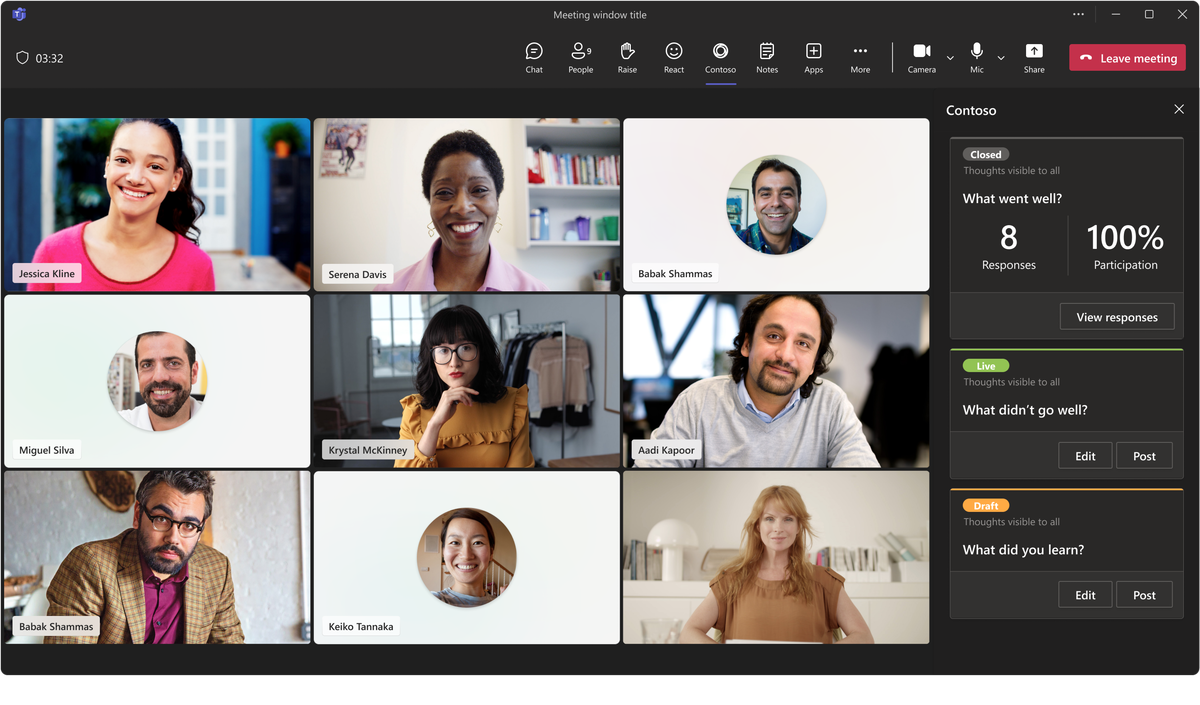 Meeting window title
03:32
Chat
People
9
Raise
React
Contoso
Notes
Apps
More
Camera
Mic
Share
Leave meeting
Jessica Kline
Serena Davis
Babak Shammas
Miguel Silva
Krystal McKinney
Aadi Kapoor
Babak Shammas
Keiko Tannaka
Contoso
Closed
Thoughts visible to all
What went well?
8
Responses
100%
Participation
View responses
Live
Thoughts visible to all
What didn’t go well?
Edit
Post
Draft
Thoughts visible to all
What did you learn?
Edit
Post